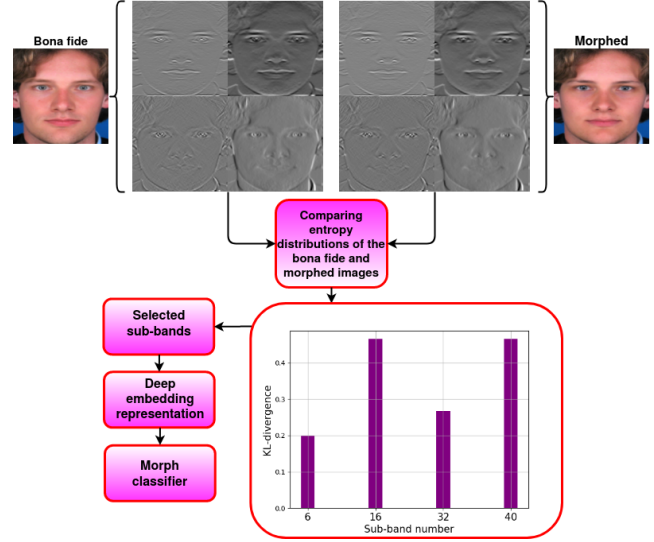 Bona fide
Morphed
Comparing
entropy
distributions of the
bona fide and
morphed images
Selected
sub-bands
Deep
embedding
representation
Morph
classifier
KL-divergence
0.4
0.3
0.2
0.1
0.0
6 16 32 40
Sub-band number